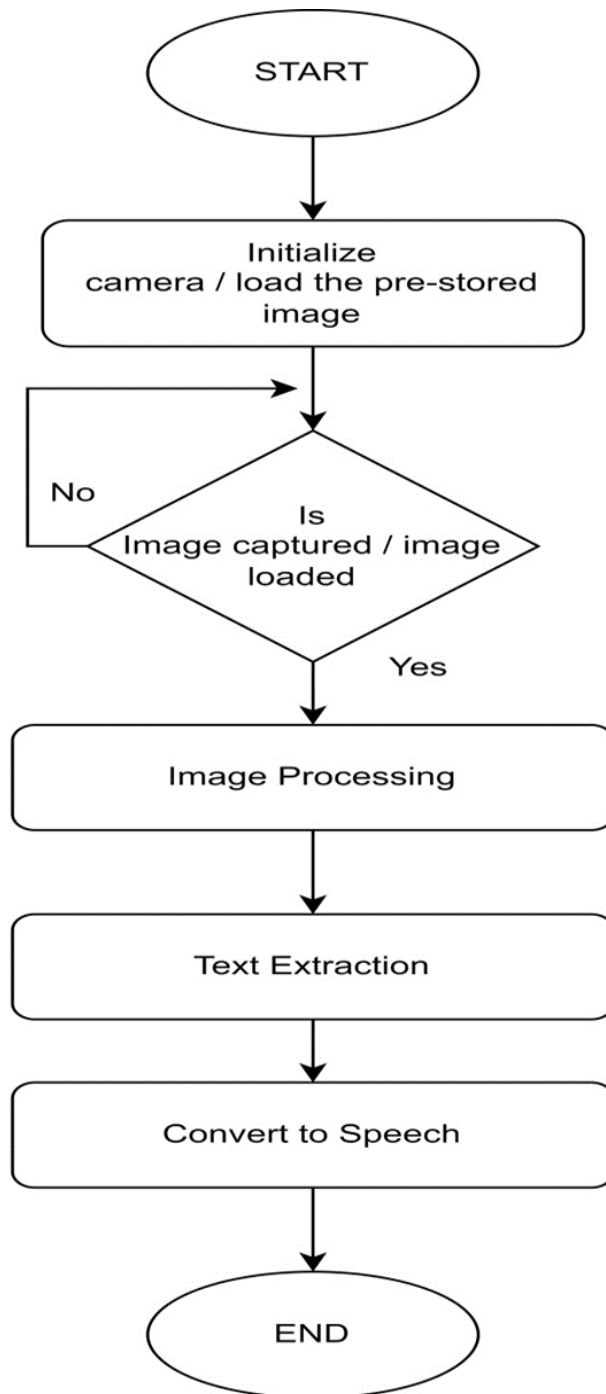 START
Initialize
camera / load the pre-stored
image
No
Is
Image captured / image
loaded
Yes
Image Processing
Text Extraction
Convert to Speech
END